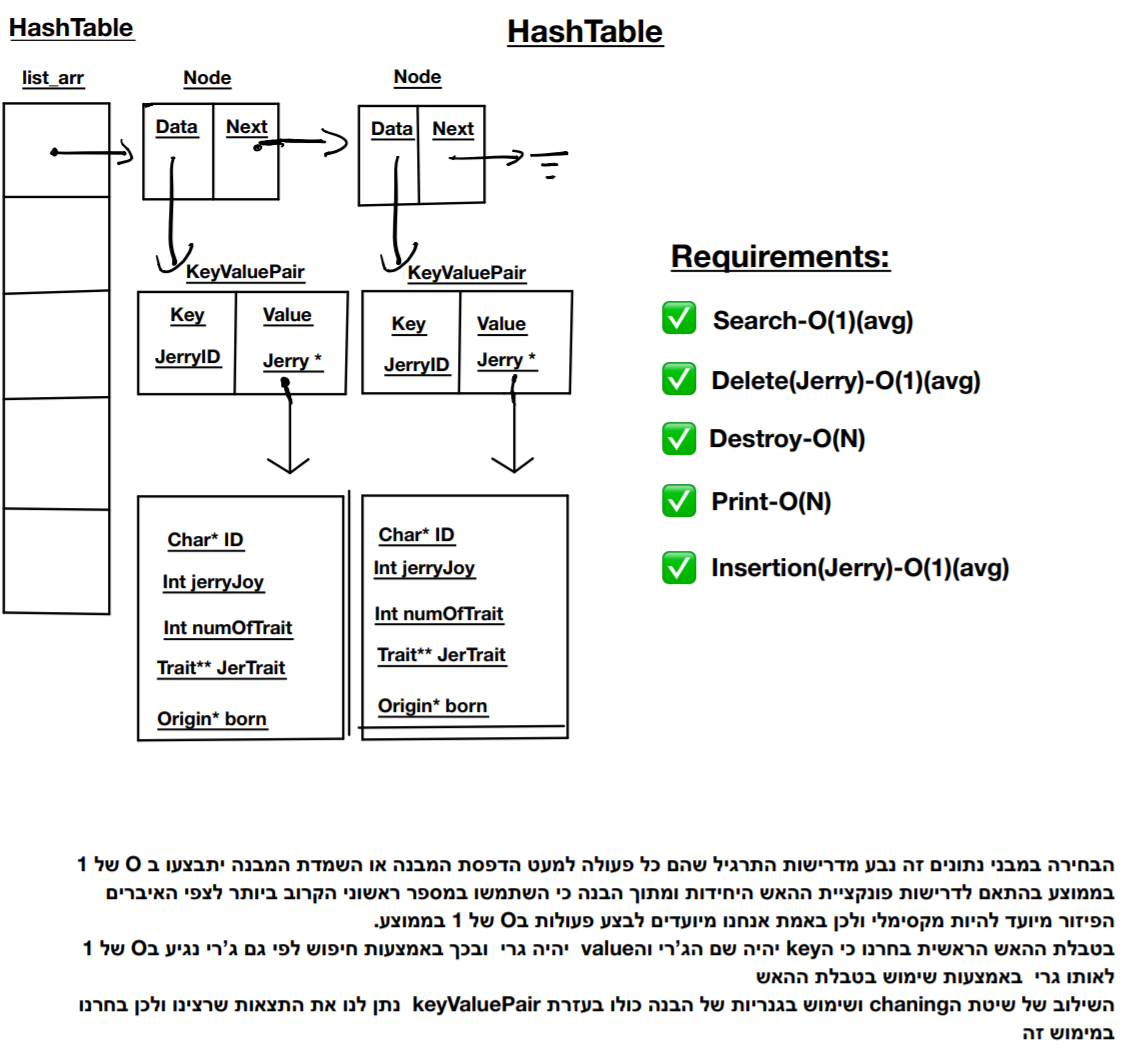 HashTable
HashTable
list_arr
Node
Node
Data
Next
Data
Next
KeyValuePair
KeyValuePair
Key
Value
JerryID
Jerry *
Key
Value
JerryID
Jerry *
Char* ID
Int jerryJoy
Int numOfTrait
Trait** JerTrait
Origin* born
Char* ID
Int jerryJoy
Int numOfTrait
Trait** JerTrait
Origin* born
Requirements:
Search-O(1)(avg)
Delete(Jerry)-O(1)(avg)
Destroy-O(N)
Print-O(N)
Insertion(Jerry)-O(1)(avg)
הבחירה במבני נתונים זה נבע מדרישות התרגיל שהם כל פעולה למעט הדפסת המבנה או השמדת המבנה יתבצעו ב O של 1
בממוצע בהתאם לדרישות פונקציית ההאש היחידות ומתוך הבנה כי השתמשו במספר ראשוני הקרוב ביותר לצפי האיברים
הפיזור מיועד להיות מקסימלי ולכן באמת אנחנו מיועדים לבצע פעולות בO של 1 בממוצע.
בטבלת ההאש הראשית בחרנו כי הkey יהיה שם הג'רי והvalue יהיה גרי ובכך באמצעות חיפוש לפי גם ג'רי נגיע בO של 1
לאותו גרי באמצעות שימוש בטבלת ההאש
השילוב של שיטת הchaning ושימוש בגנריות של הבנה כולו בעזרת keyValuePair נתן לנו את התצאות שרצינו ולכן בחרנו
במימוש זה